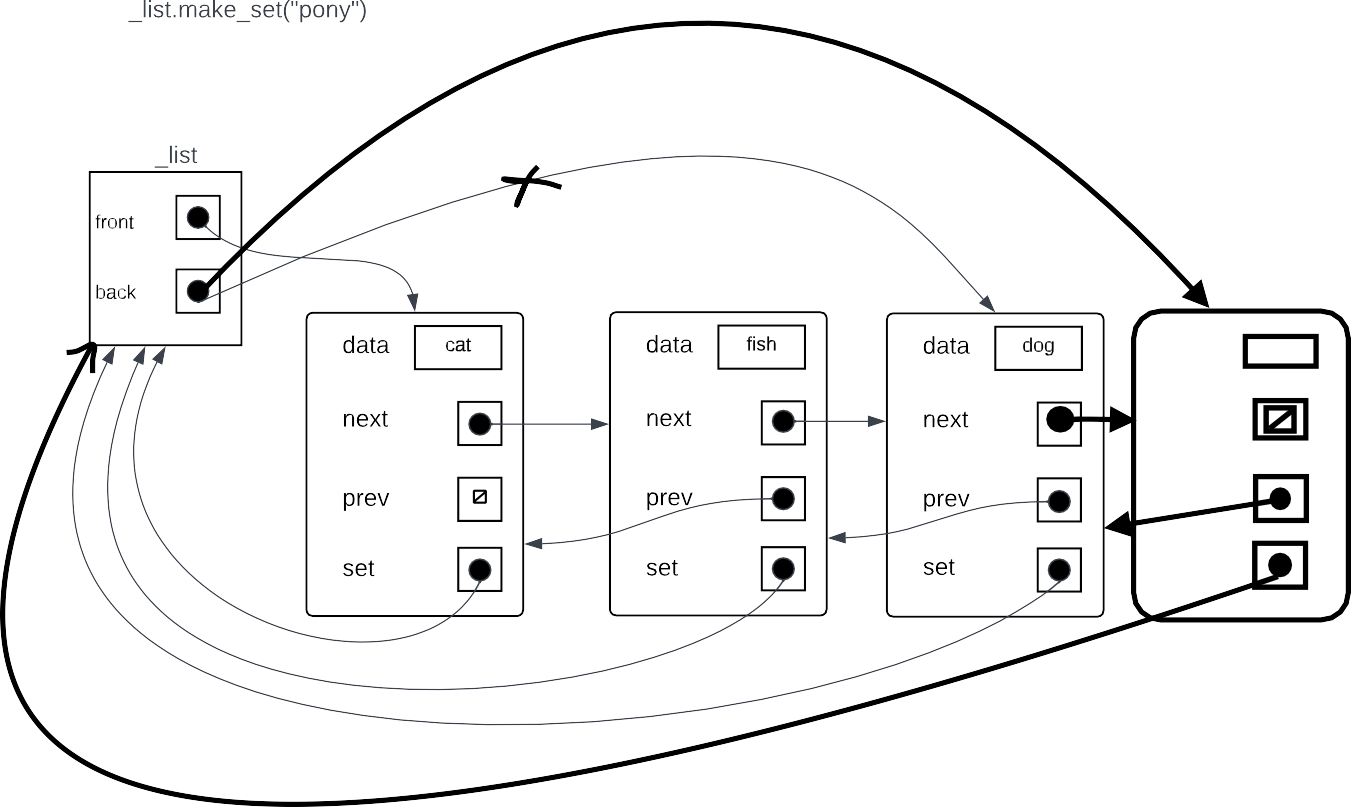 _list.make_set("pony")
_list
front
back
data cat
next
prev
set
data fish
next
prev
set
data dog
next
prev
set